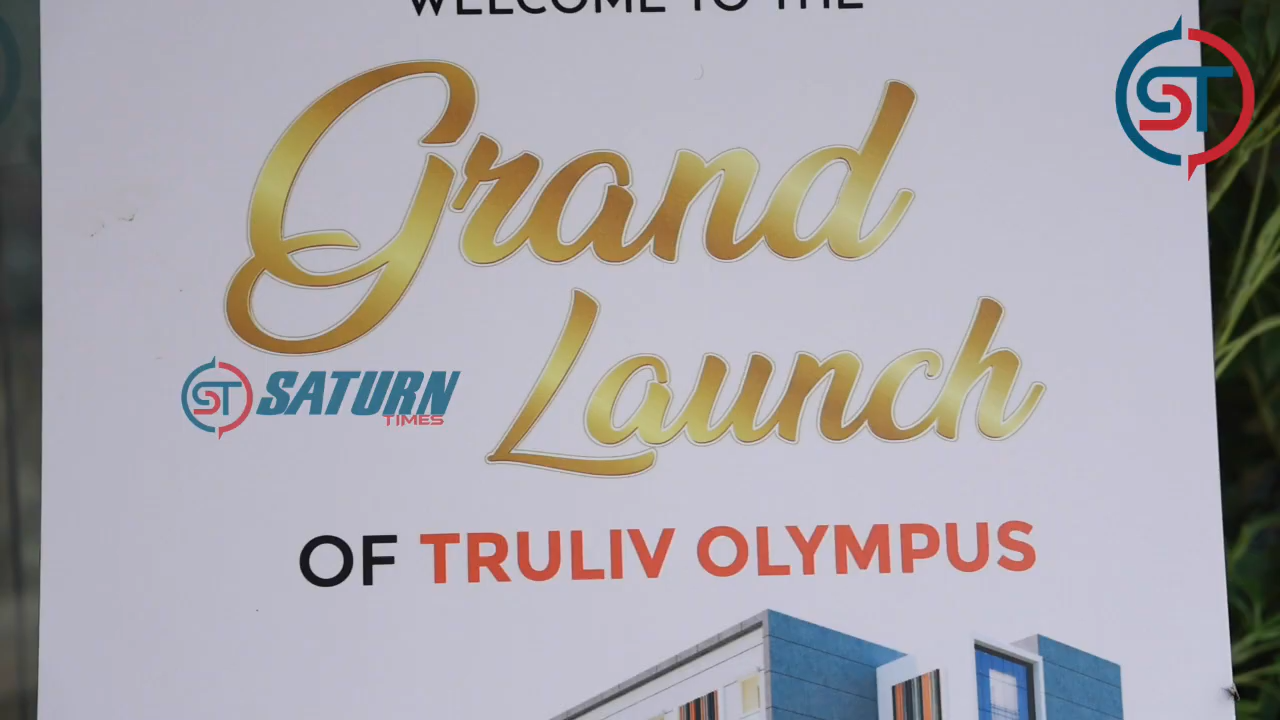 WELCOME TO THE
Grand
Launch
ST SATURN
TIMES
OF TRULIV OLYMPUS
ST